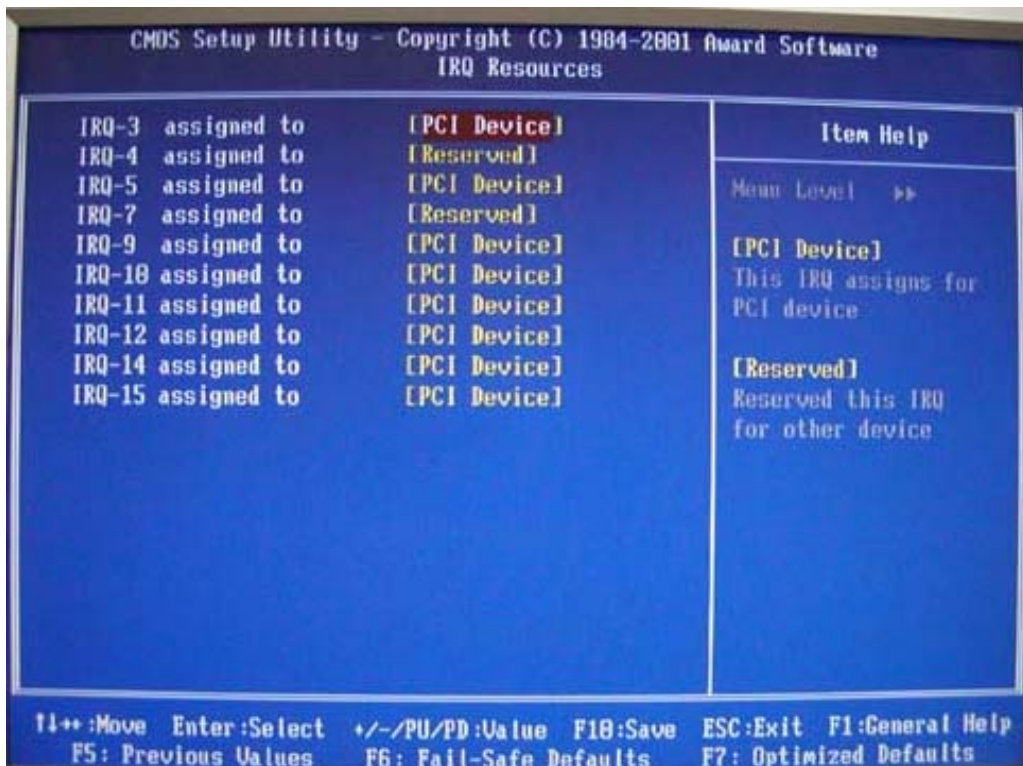 CMOS Setup Utility - Copyright (C) 1984-2001 Award Software
IRQ Resources
IRQ-3 assigned to [PCI Device]
IRQ-4 assigned to [Reserved]
IRQ-5 assigned to [PCI Device]
IRQ-7 assigned to [Reserved]
IRQ-9 assigned to [PCI Device]
IRQ-10 assigned to [PCI Device]
IRQ-11 assigned to [PCI Device]
IRQ-12 assigned to [PCI Device]
IRQ-14 assigned to [PCI Device]
IRQ-15 assigned to [PCI Device]
Item Help
Menu Level ▶▶
[PCI Device]
This IRQ assigns for
PCI device
[Reserved]
Reserved this IRQ
for other device
↑↓→←:Move Enter:Select +/-/PU/PD:Value F10:Save ESC:Exit F1:General Help
F5: Previous Values F6: Fail-Safe Defaults F7: Optimized Defaults